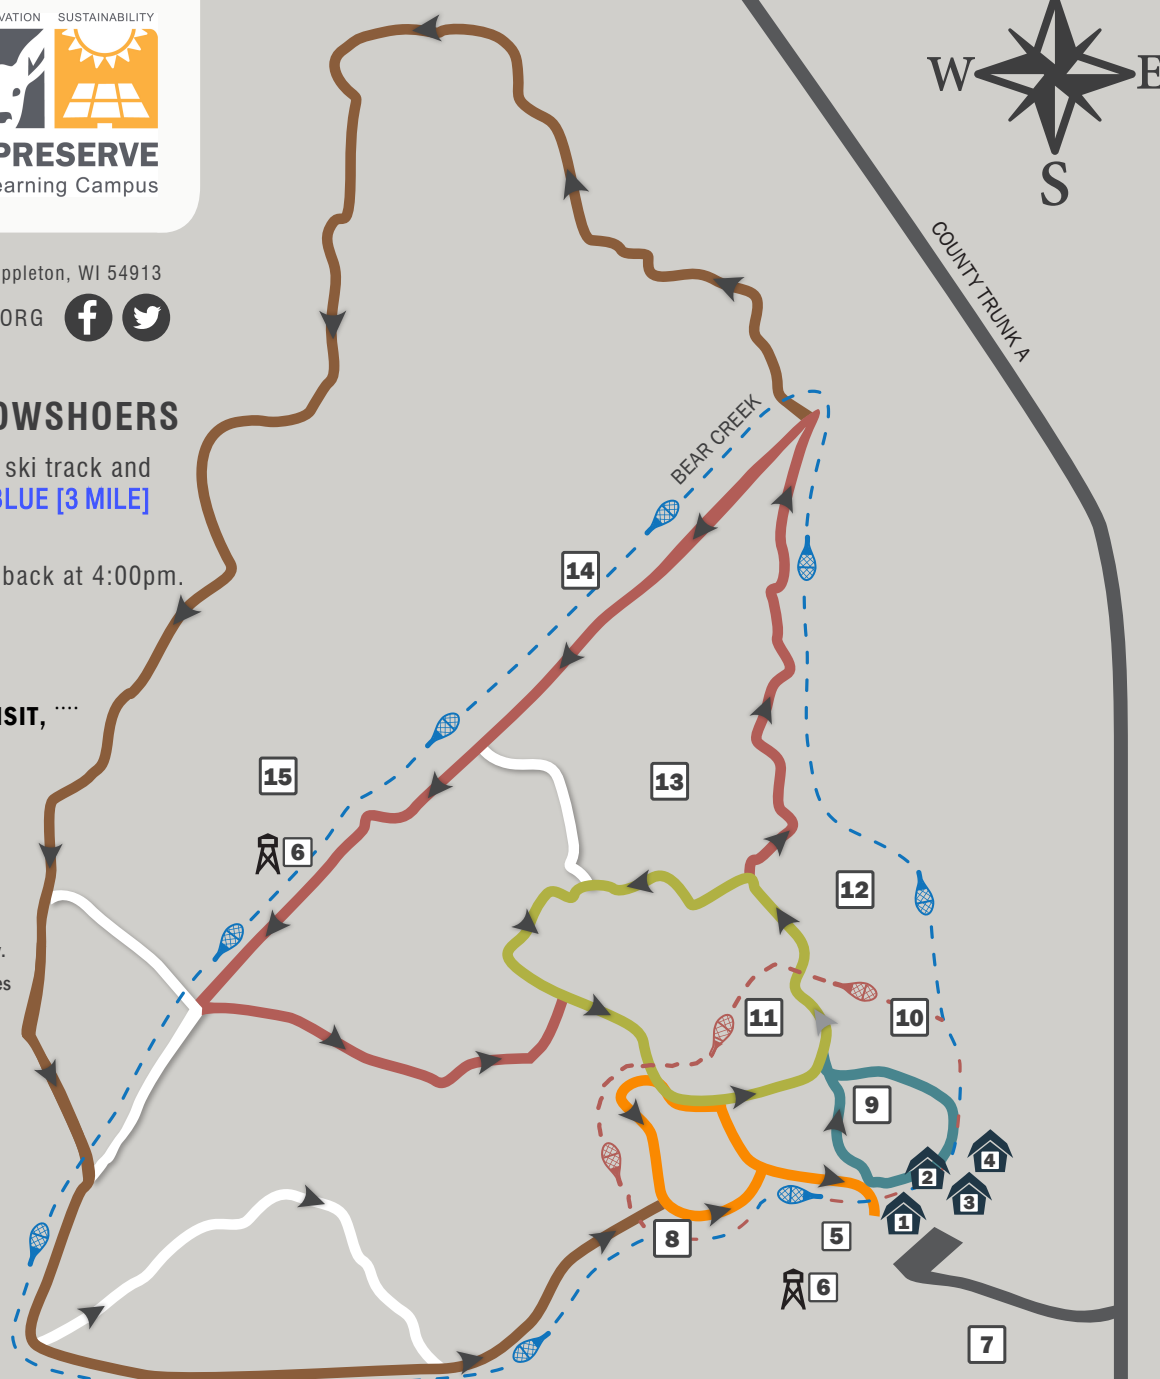 VATION SUSTAINABILITY
PRESERVE
earning Campus
ppleton, WI 54913
ORG
OWSHOERS
ski track and
BLUE [3 MILE]
back at 4:00pm.
ISIT, ....
y.
es
W
E
S
COUNTY TRUNK A
BEAR CREEK
14
15
13
6
12
11
10
9
4
2
3
1
8
5
6
7